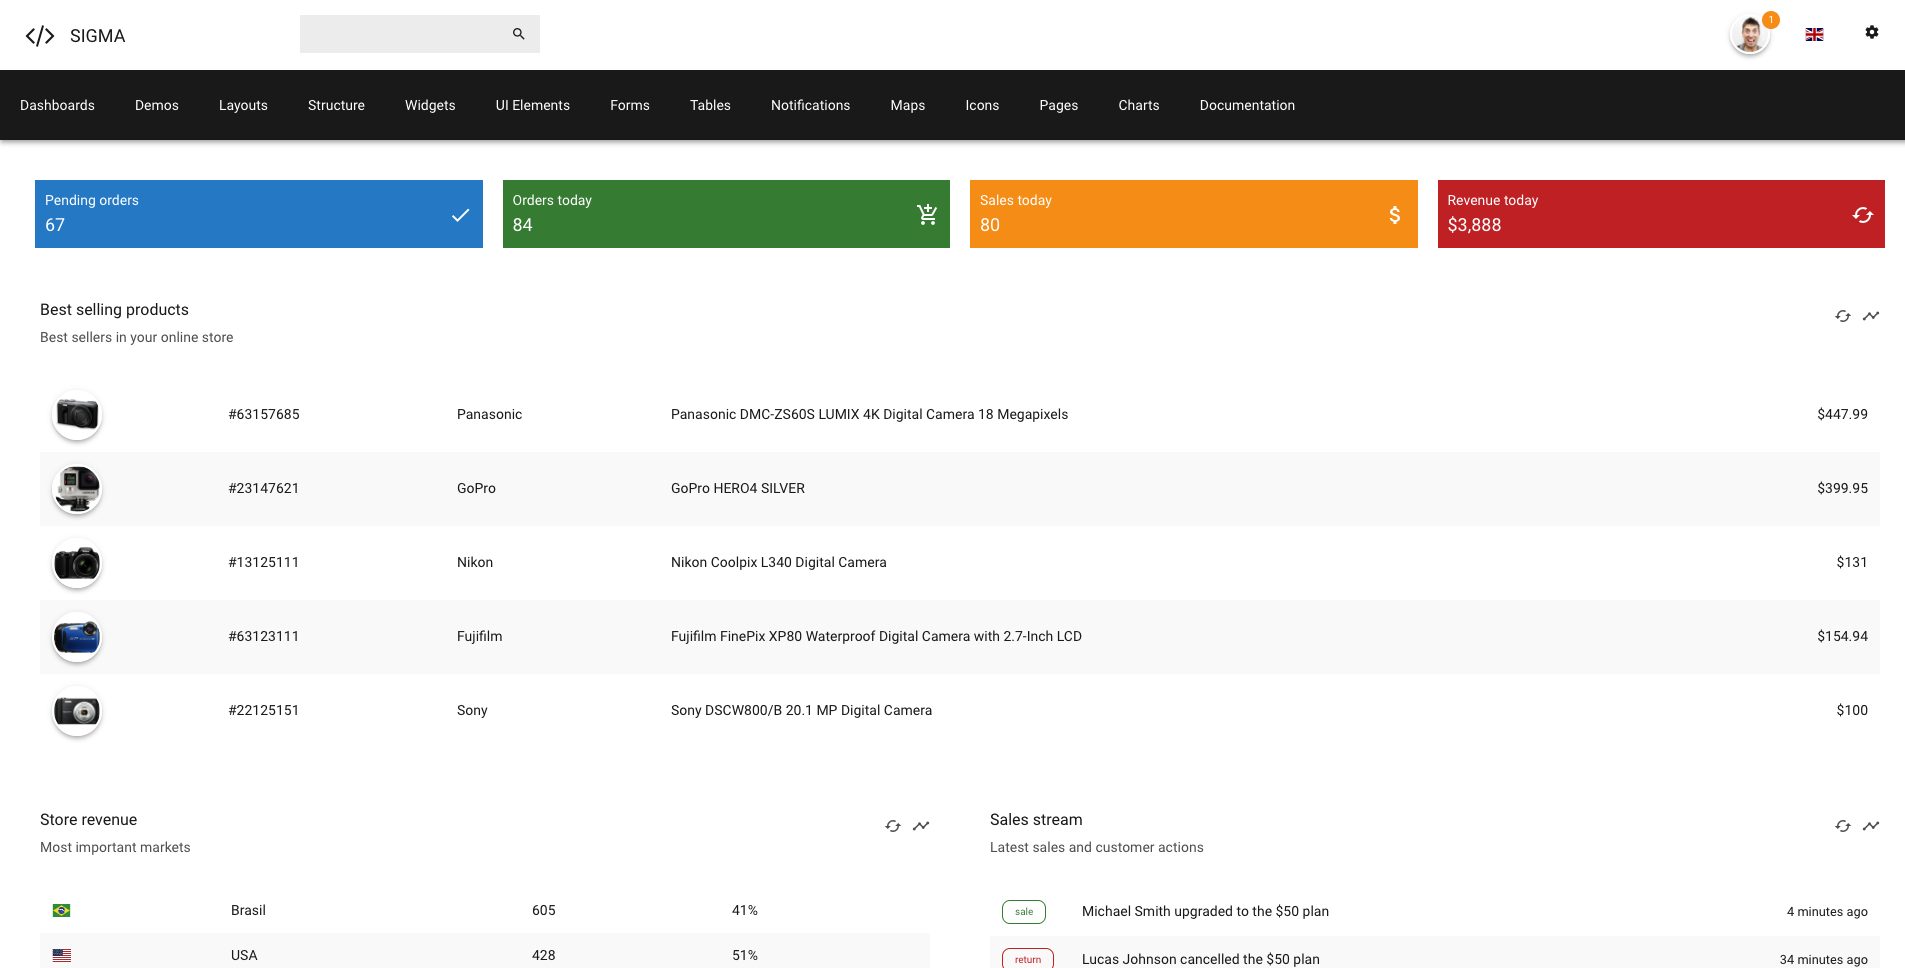 SIGMA
1
Dashboards Demos Layouts Structure Widgets UI Elements Forms Tables Notifications Maps Icons Pages Charts Documentation
Pending orders
67
Orders today
84
Sales today
80
Revenue today
$3,888
Best selling products
Best sellers in your online store
#63157685 Panasonic Panasonic DMC-ZS60S LUMIX 4K Digital Camera 18 Megapixels $447.99
#23147621 GoPro GoPro HERO4 SILVER $399.95
#13125111 Nikon Nikon Coolpix L340 Digital Camera $131
#63123111 Fujifilm Fujifilm FinePix XP80 Waterproof Digital Camera with 2.7-Inch LCD $154.94
#22125151 Sony Sony DSCW800/B 20.1 MP Digital Camera $100
Store revenue
Most important markets
Brasil 605 41%
USA 428 51%
Sales stream
Latest sales and customer actions
sale Michael Smith upgraded to the $50 plan 4 minutes ago
return Lucas Johnson cancelled the $50 plan 34 minutes ago